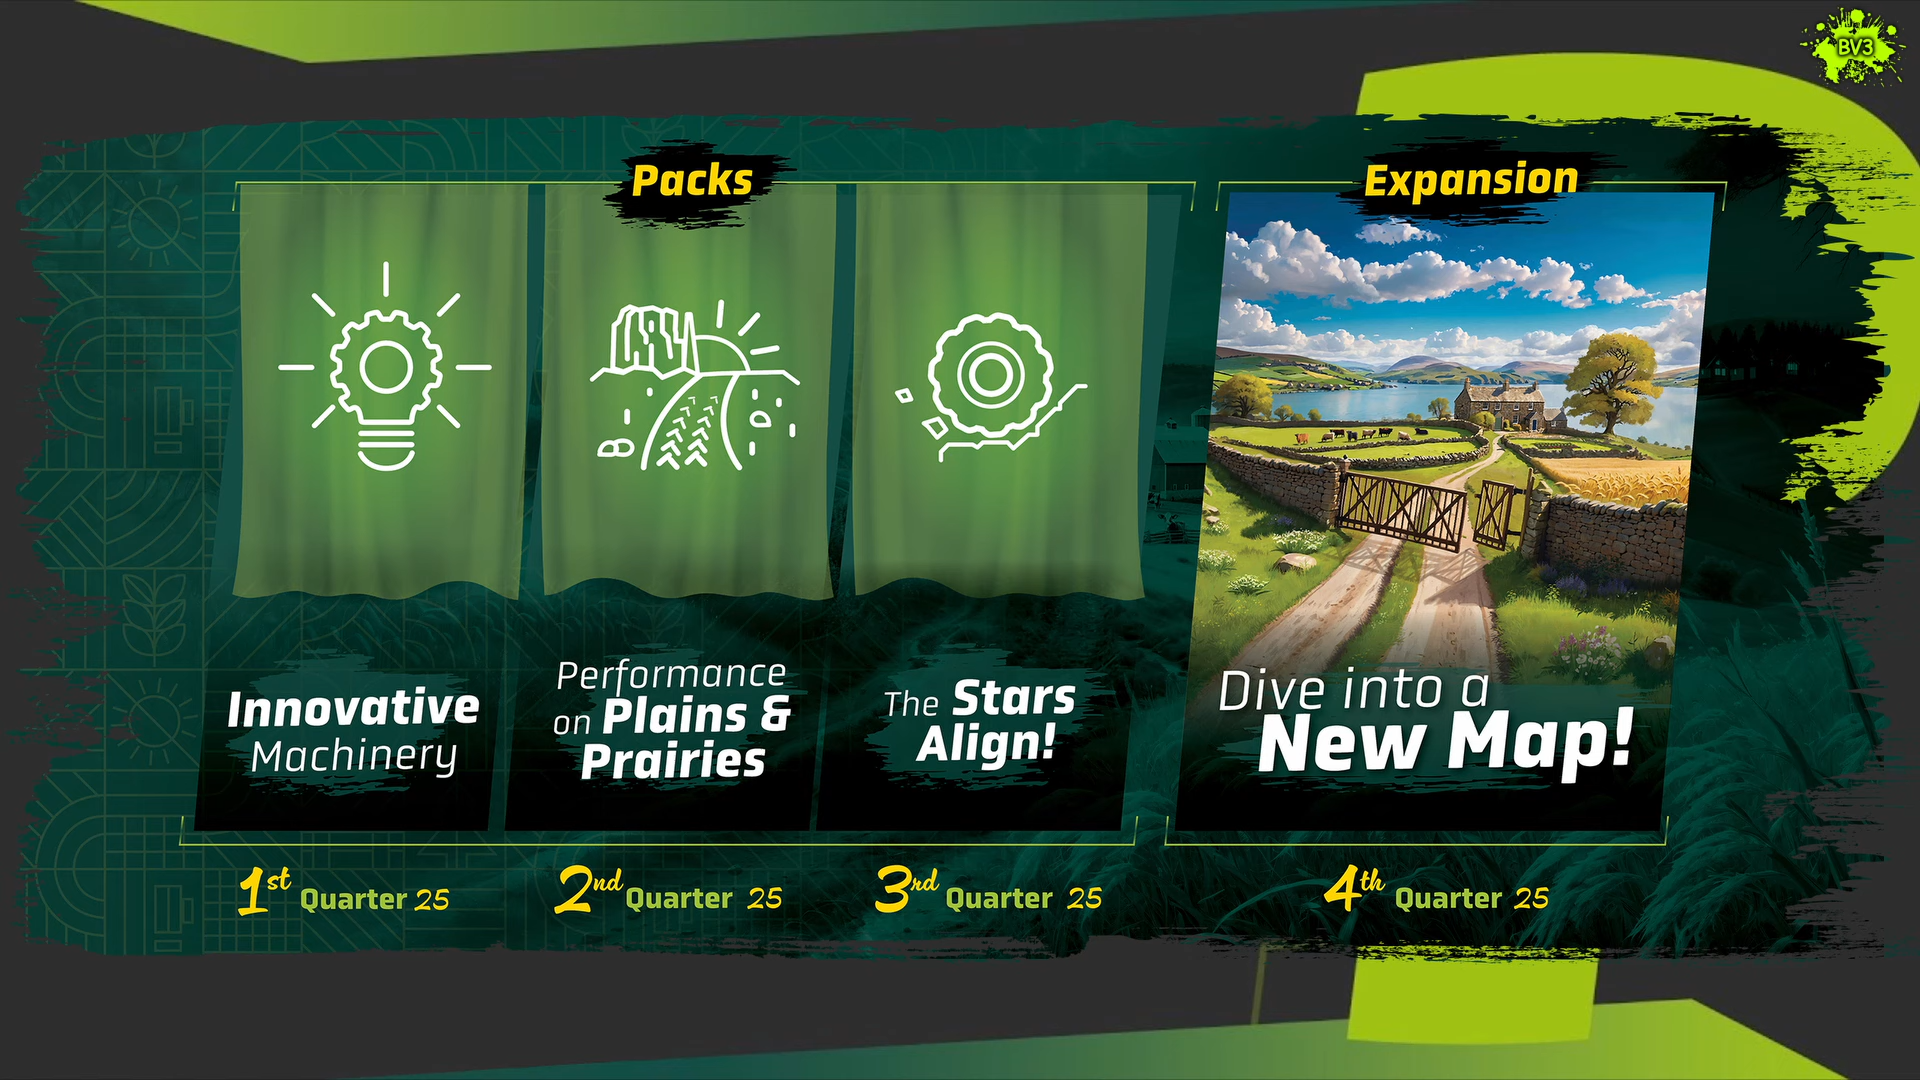 BV3
Packs
Expansion
Innovative
Machinery
Performance
on Plains &
Prairies
The Stars
Align!
Dive into a
New Map!
1st Quarter 25
2nd Quarter 25
3rd Quarter 25
4th Quarter 25